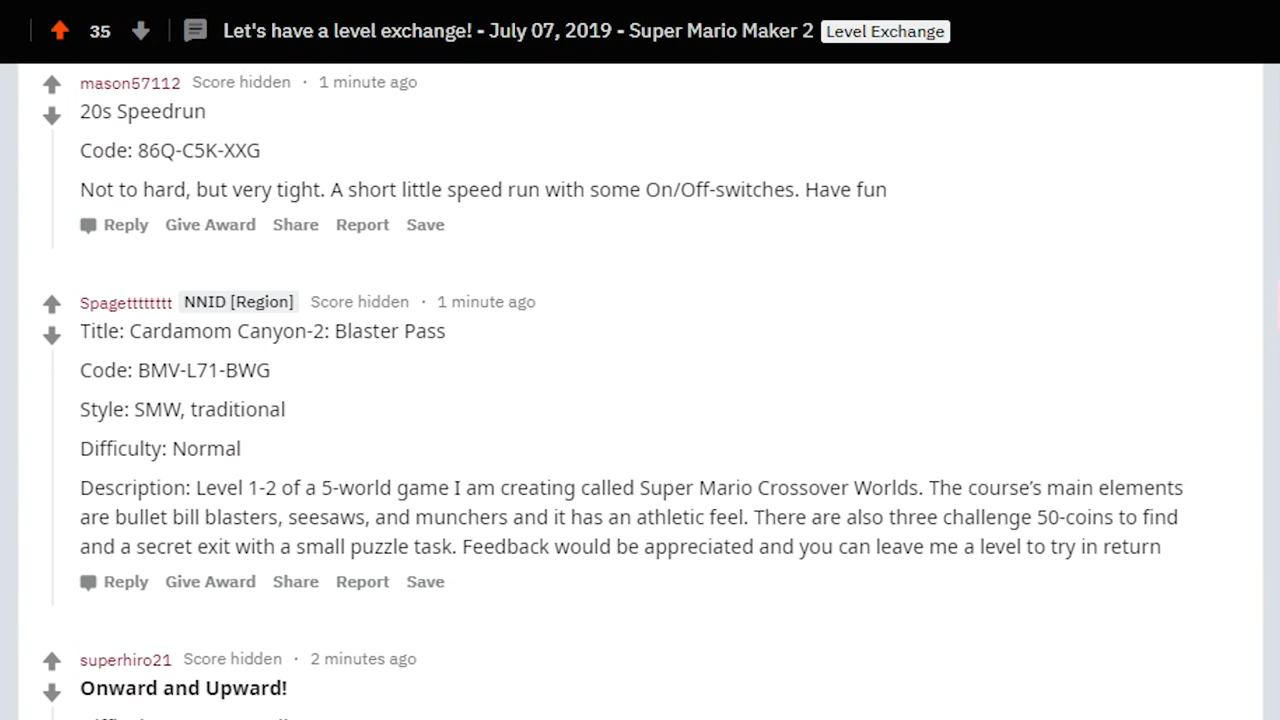 35 Let's have a level exchange! - July 07, 2019 - Super Mario Maker 2 Level Exchange
mason57112 Score hidden · 1 minute ago
20s Speedrun
Code: 86Q-C5K-XXG
Not to hard, but very tight. A short little speed run with some On/Off-switches. Have fun
Reply Give Award Share Report Save
Spagetttttttt NNID [Region] Score hidden · 1 minute ago
Title: Cardamom Canyon-2: Blaster Pass
Code: BMV-L71-BWG
Style: SMW, traditional
Difficulty: Normal
Description: Level 1-2 of a 5-world game I am creating called Super Mario Crossover Worlds. The course's main elements
are bullet bill blasters, seesaws, and munchers and it has an athletic feel. There are also three challenge 50-coins to find
and a secret exit with a small puzzle task. Feedback would be appreciated and you can leave me a level to try in return
Reply Give Award Share Report Save
superhiro21 Score hidden · 2 minutes ago
Onward and Upward!